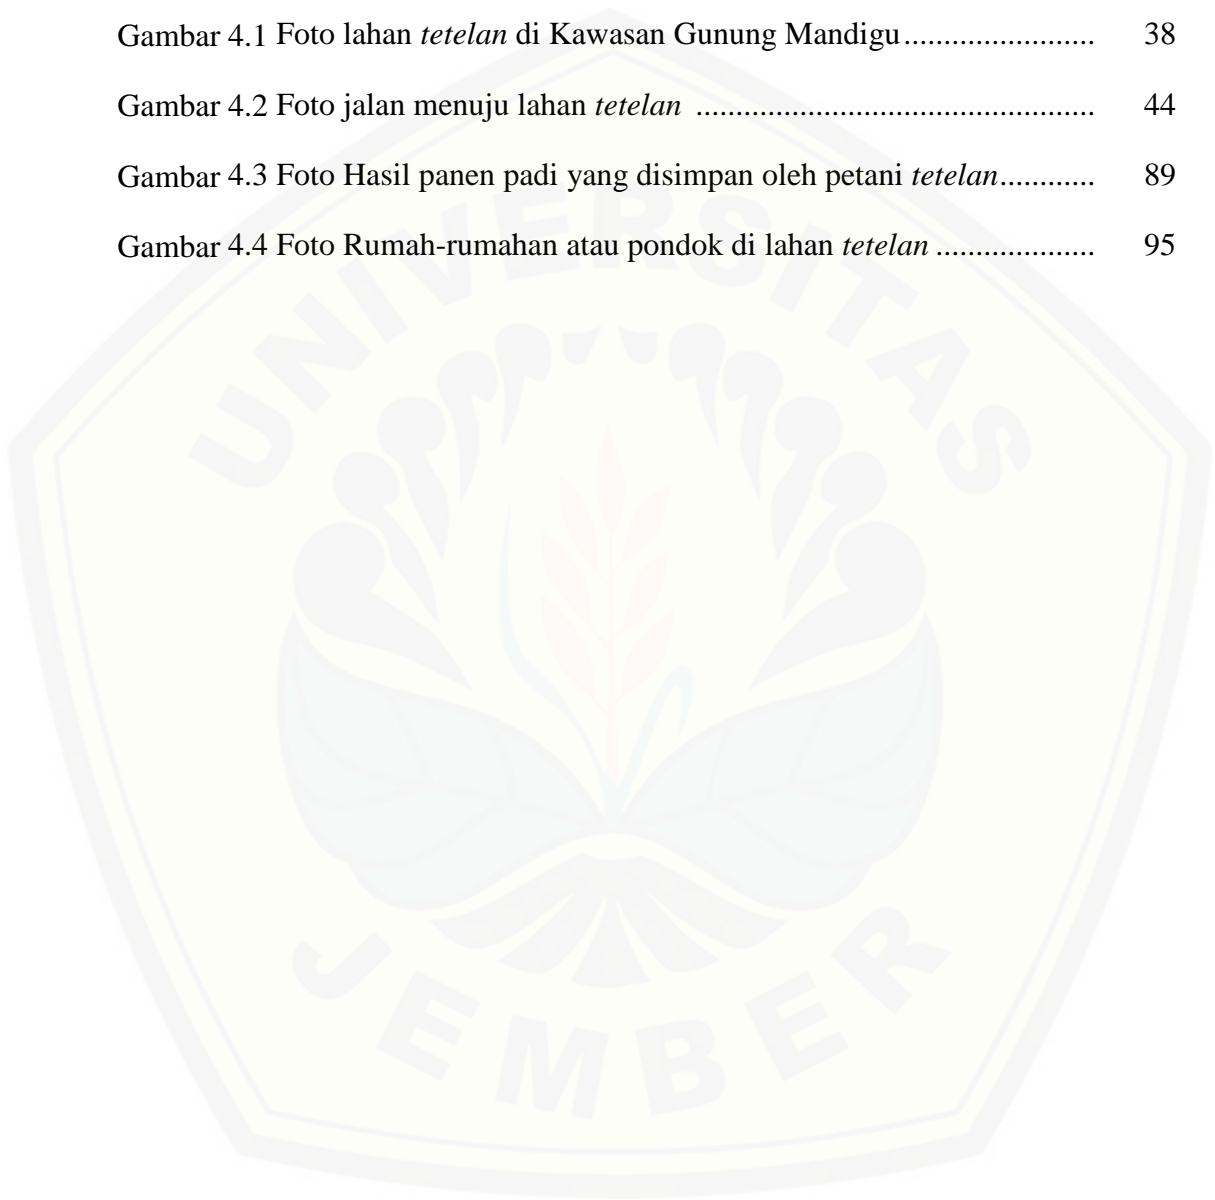 Gambar 4.1 Foto lahan tetelan di Kawasan Gunung Mandigu........................ 38
Gambar 4.2 Foto jalan menuju lahan tetelan .................................................. 44
Gambar 4.3 Foto Hasil panen padi yang disimpan oleh petani tetelan............ 89
Gambar 4.4 Foto Rumah-rumahan atau pondok di lahan tetelan .................... 95
UNIVERSITAS
JEMBER